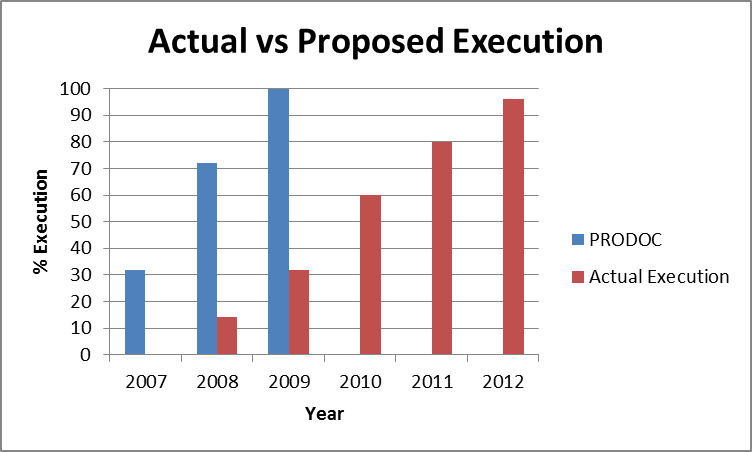 Actual vs Proposed Execution
100
90
80
70
60
50
40
30
20
10
0
% Execution
2007 2008 2009 2010 2011 2012
Year
PRODOC
Actual Execution